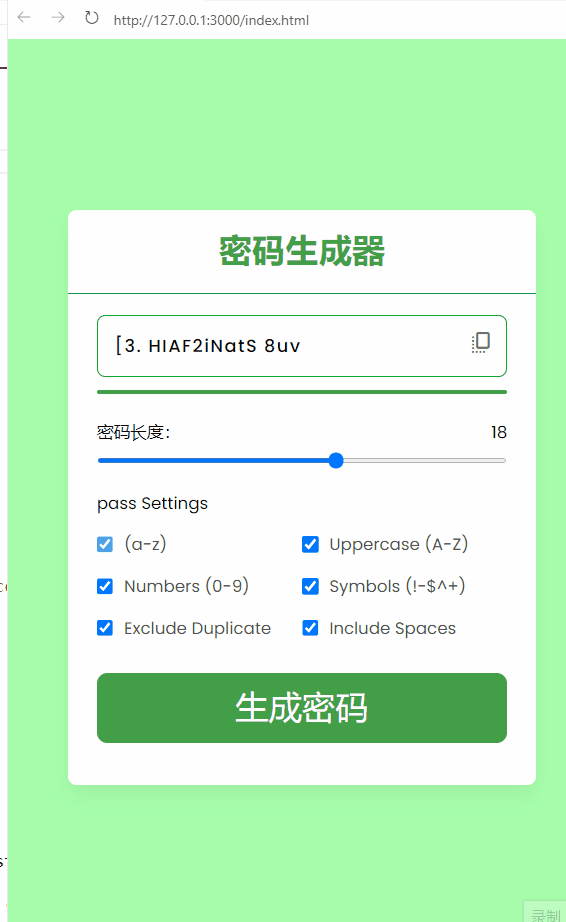 http://127.0.0.1:3000/index.html
密码生成器
[3. HIAF2iNatS 8uv
密码长度: 18
pass Settings
(a-z) Uppercase (A-Z)
Numbers (0-9) Symbols (!-$^+)
Exclude Duplicate Include Spaces
生成密码
录制